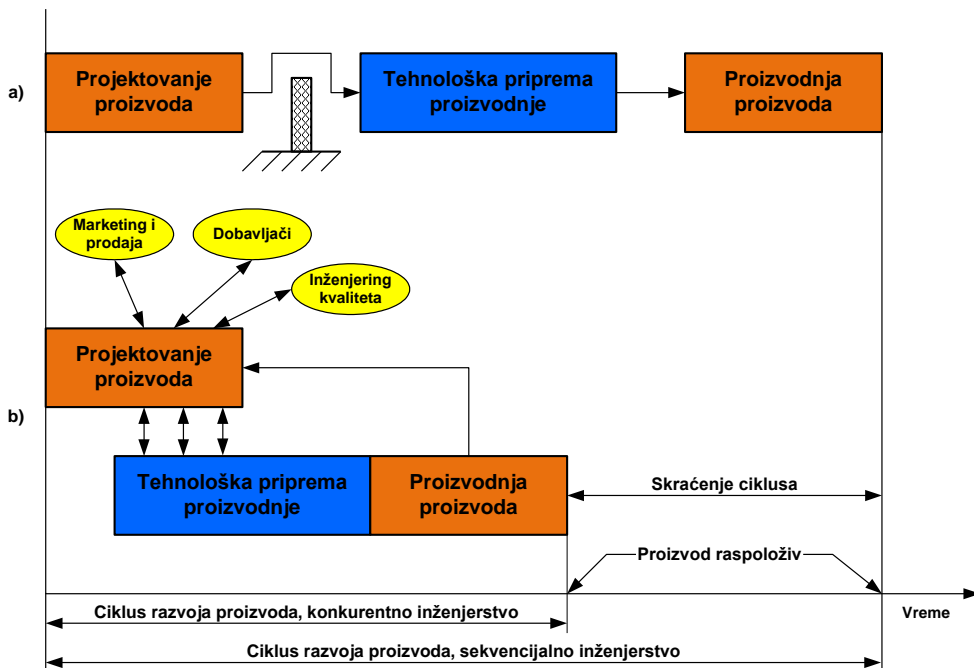 a)
Projektovanje
proizvoda
Tehnološka priprema
proizvodnje
Proizvodnja
proizvoda
Marketing i
prodaja
Dobavljači
Inženjering
kvaliteta
b)
Projektovanje
proizvoda
Tehnološka priprema
proizvodnje
Proizvodnja
proizvoda
Skraćenje ciklusa
Proizvod raspoloživ
Vreme
Ciklus razvoja proizvoda, konkurentno inženjerstvo
Ciklus razvoja proizvoda, sekvencijalno inženjerstvo